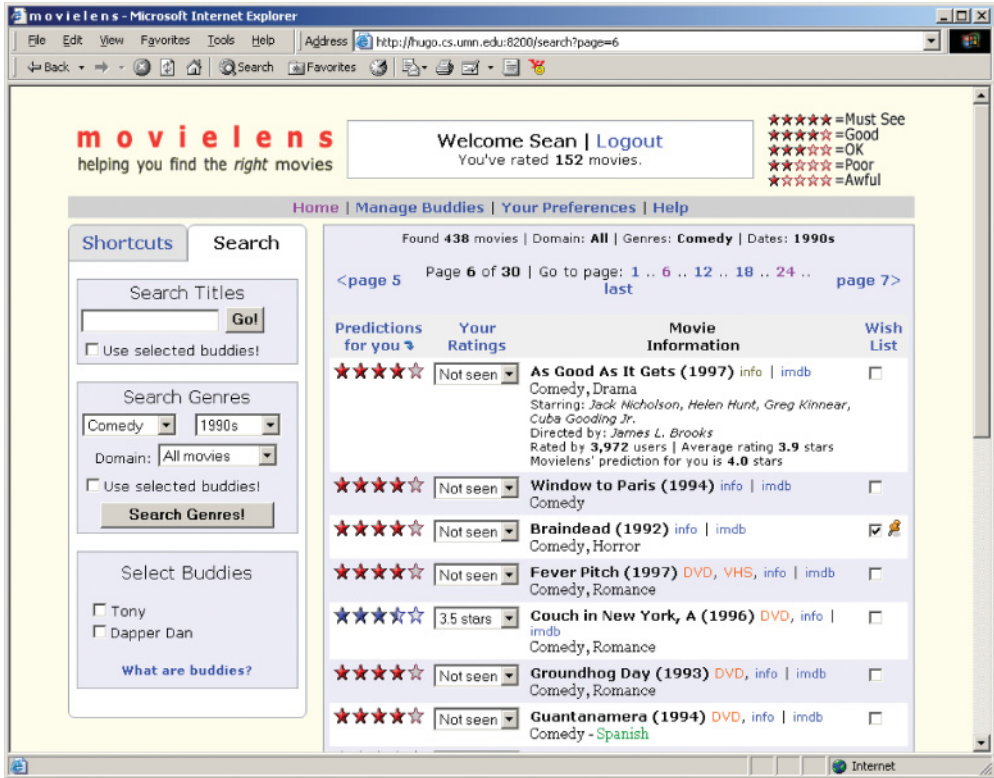 movielens - Microsoft Internet Explorer
File Edit View Favorites Tools Help Address http://hugo.cs.umn.edu:8200/search?page=6
Back Search Favorites
movielens
helping you find the right movies
Welcome Sean | Logout
You've rated 152 movies.
=Must See
=Good
=OK
=Poor
=Awful
Home | Manage Buddies | Your Preferences | Help
Shortcuts Search
Search Titles
Go!
Use selected buddies!
Search Genres
Comedy 1990s
Domain: All movies
Use selected buddies!
Search Genres!
Select Buddies
Tony
Dapper Dan
What are buddies?
Found 438 movies | Domain: All | Genres: Comedy | Dates: 1990s
<page 5 Page 6 of 30 | Go to page: 1 .. 6 .. 12 .. 18 .. 24 .. page 7>
last
Predictions Your Movie Wish
for you Ratings Information List
Not seen As Good As It Gets (1997) info | imdb
Comedy, Drama
Starring: Jack Nicholson, Helen Hunt, Greg Kinnear,
Cuba Gooding Jr.
Directed by: James L. Brooks
Rated by 3,972 users | Average rating 3.9 stars
Movielens' prediction for you is 4.0 stars
Not seen Window to Paris (1994) info | imdb
Comedy
Not seen Braindead (1992) info | imdb
Comedy, Horror
Not seen Fever Pitch (1997) DVD, VHS, info | imdb
Comedy, Romance
3.5 stars Couch in New York, A (1996) DVD, info |
imdb
Comedy, Romance
Not seen Groundhog Day (1993) DVD, info | imdb
Comedy, Romance
Not seen Guantanamera (1994) DVD, info | imdb
Comedy - Spanish
Internet